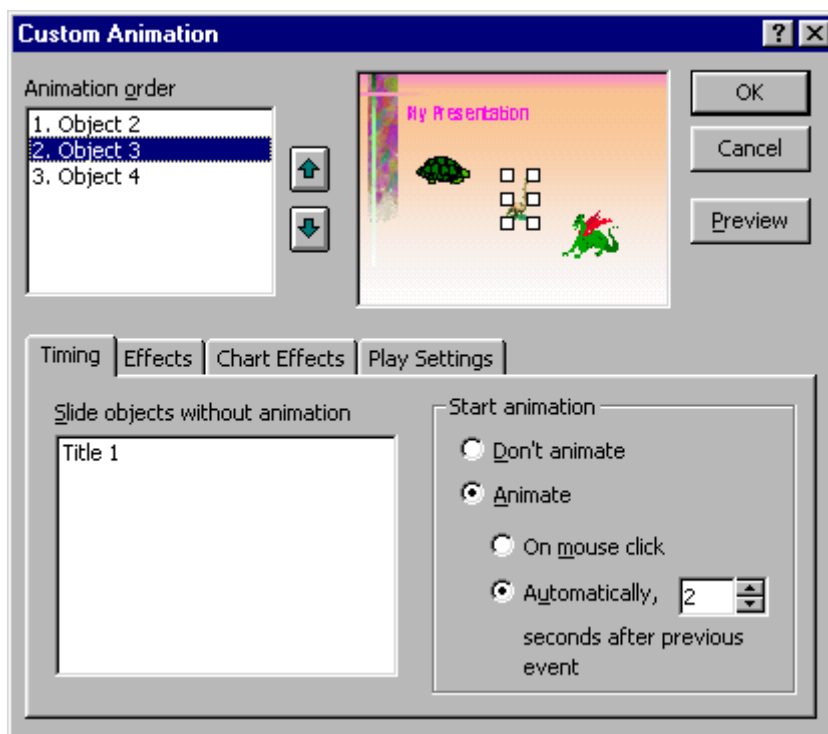 Custom Animation
Animation order
1. Object 2
2. Object 3
3. Object 4
My Presentation
OK
Cancel
Preview
Timing
Effects
Chart Effects
Play Settings
Slide objects without animation
Title 1
Start animation
Don't animate
Animate
On mouse click
Automatically, 2
seconds after previous
event